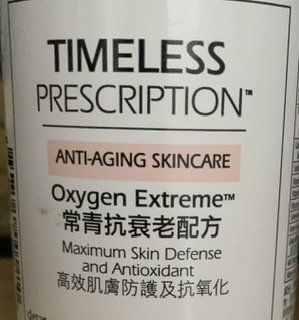 TIMELESS
PRESCRIPTION™
ANTI-AGING SKINCARE
Oxygen Extreme™
常青抗衰老配方
Maximum Skin Defense
and Antioxidant
高效肌膚防護及抗氧化